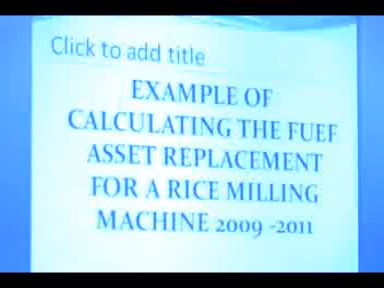 Click to add title
EXAMPLE OF
CALCULATING THE FUEF
ASSET REPLACEMENT
FOR A RICE MILLING
MACHINE 2009 -2011